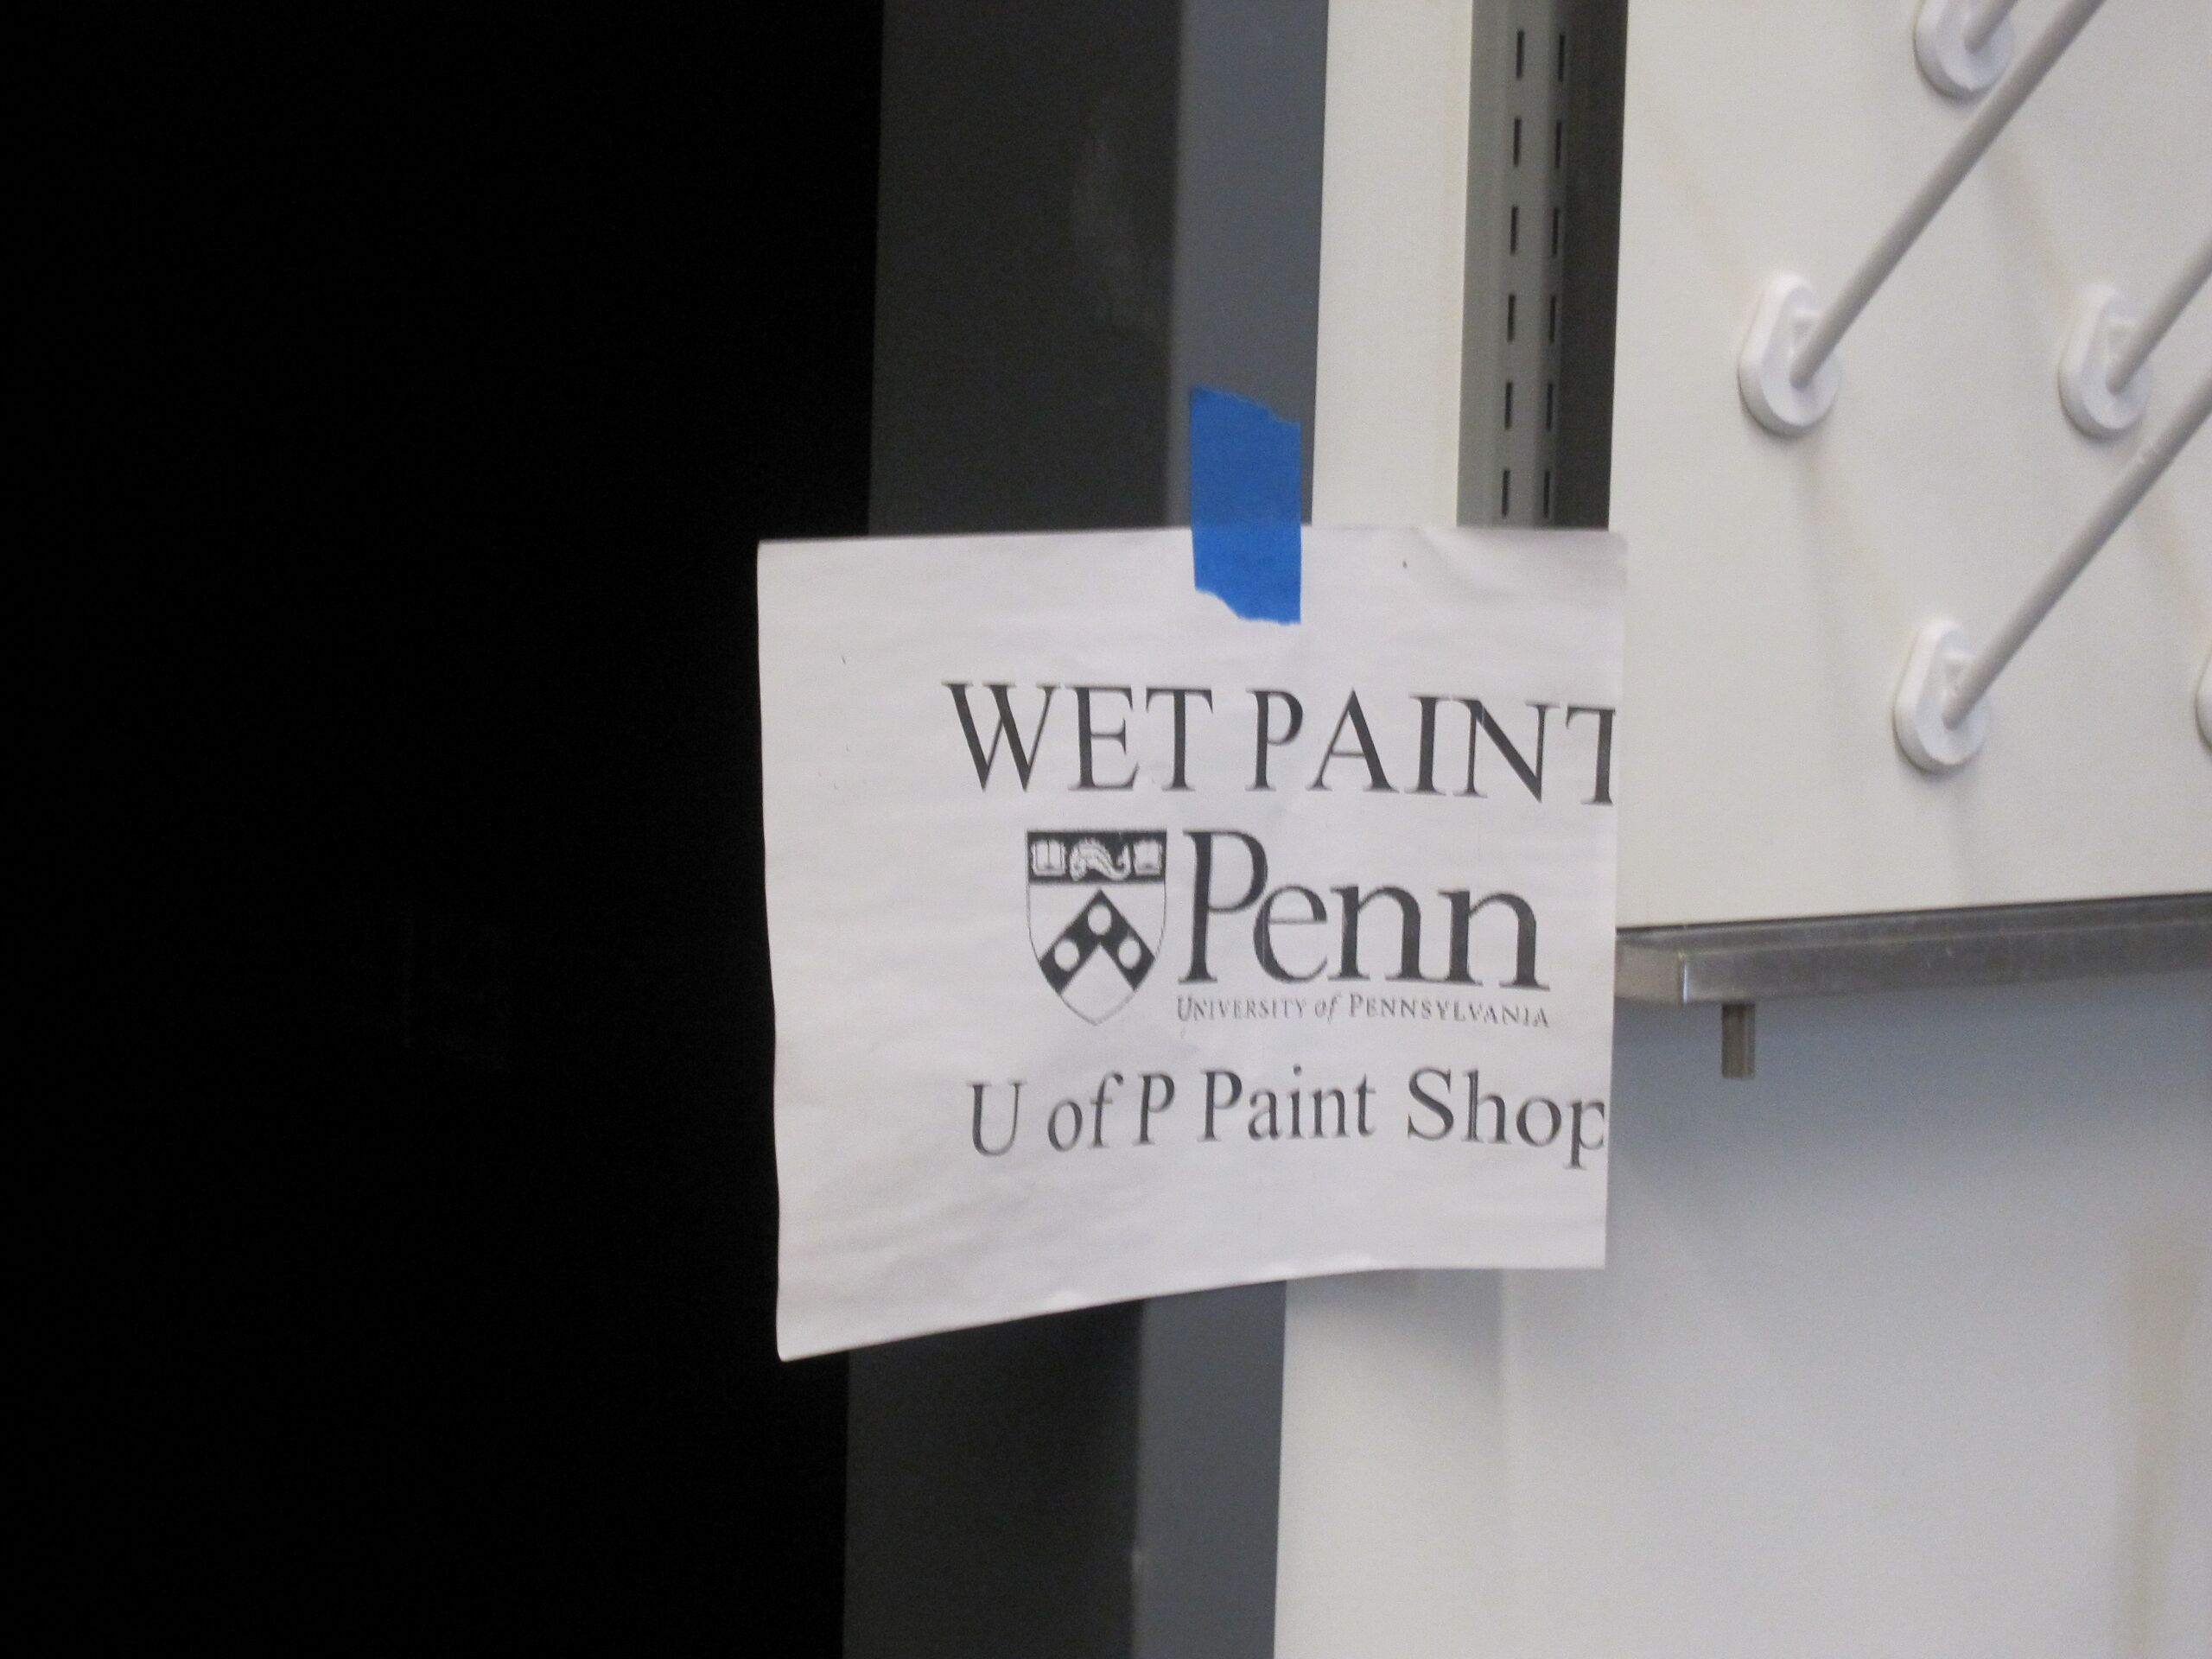 WET PAINT
Penn
UNIVERSITY of PENNSYLVANIA
U of P Paint Shop